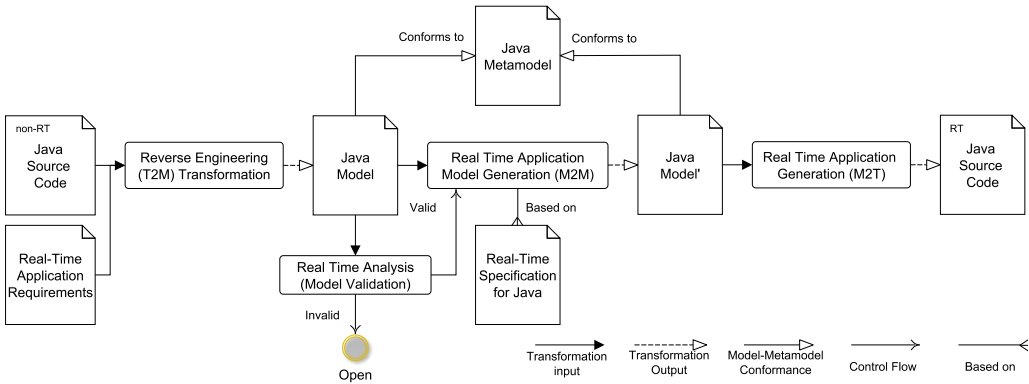 Conforms to
Java
Metamodel
Conforms to
non-RT
Java
Source
Code
Reverse Engineering
(T2M) Transformation
Java
Model
Real Time Application
Model Generation (M2M)
Java
Model'
Real Time Application
Generation (M2T)
RT
Java
Source
Code
Valid
Based on
Real-Time
Application
Requirements
Real Time Analysis
(Model Validation)
Real-Time
Specification
for Java
Invalid
Open
Transformation
input
Transformation
Output
Model-Metamodel
Conformance
Control Flow
Based on